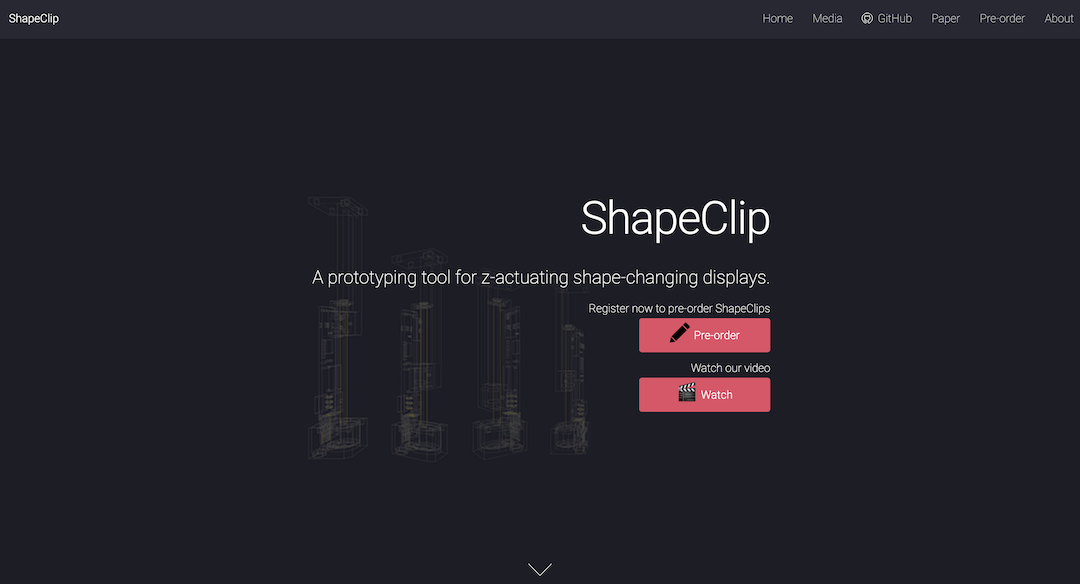 ShapeClip
Home Media GitHub Paper Pre-order About
ShapeClip
A prototyping tool for z-actuating shape-changing displays.
Register now to pre-order ShapeClips
Pre-order
Watch our video
Watch